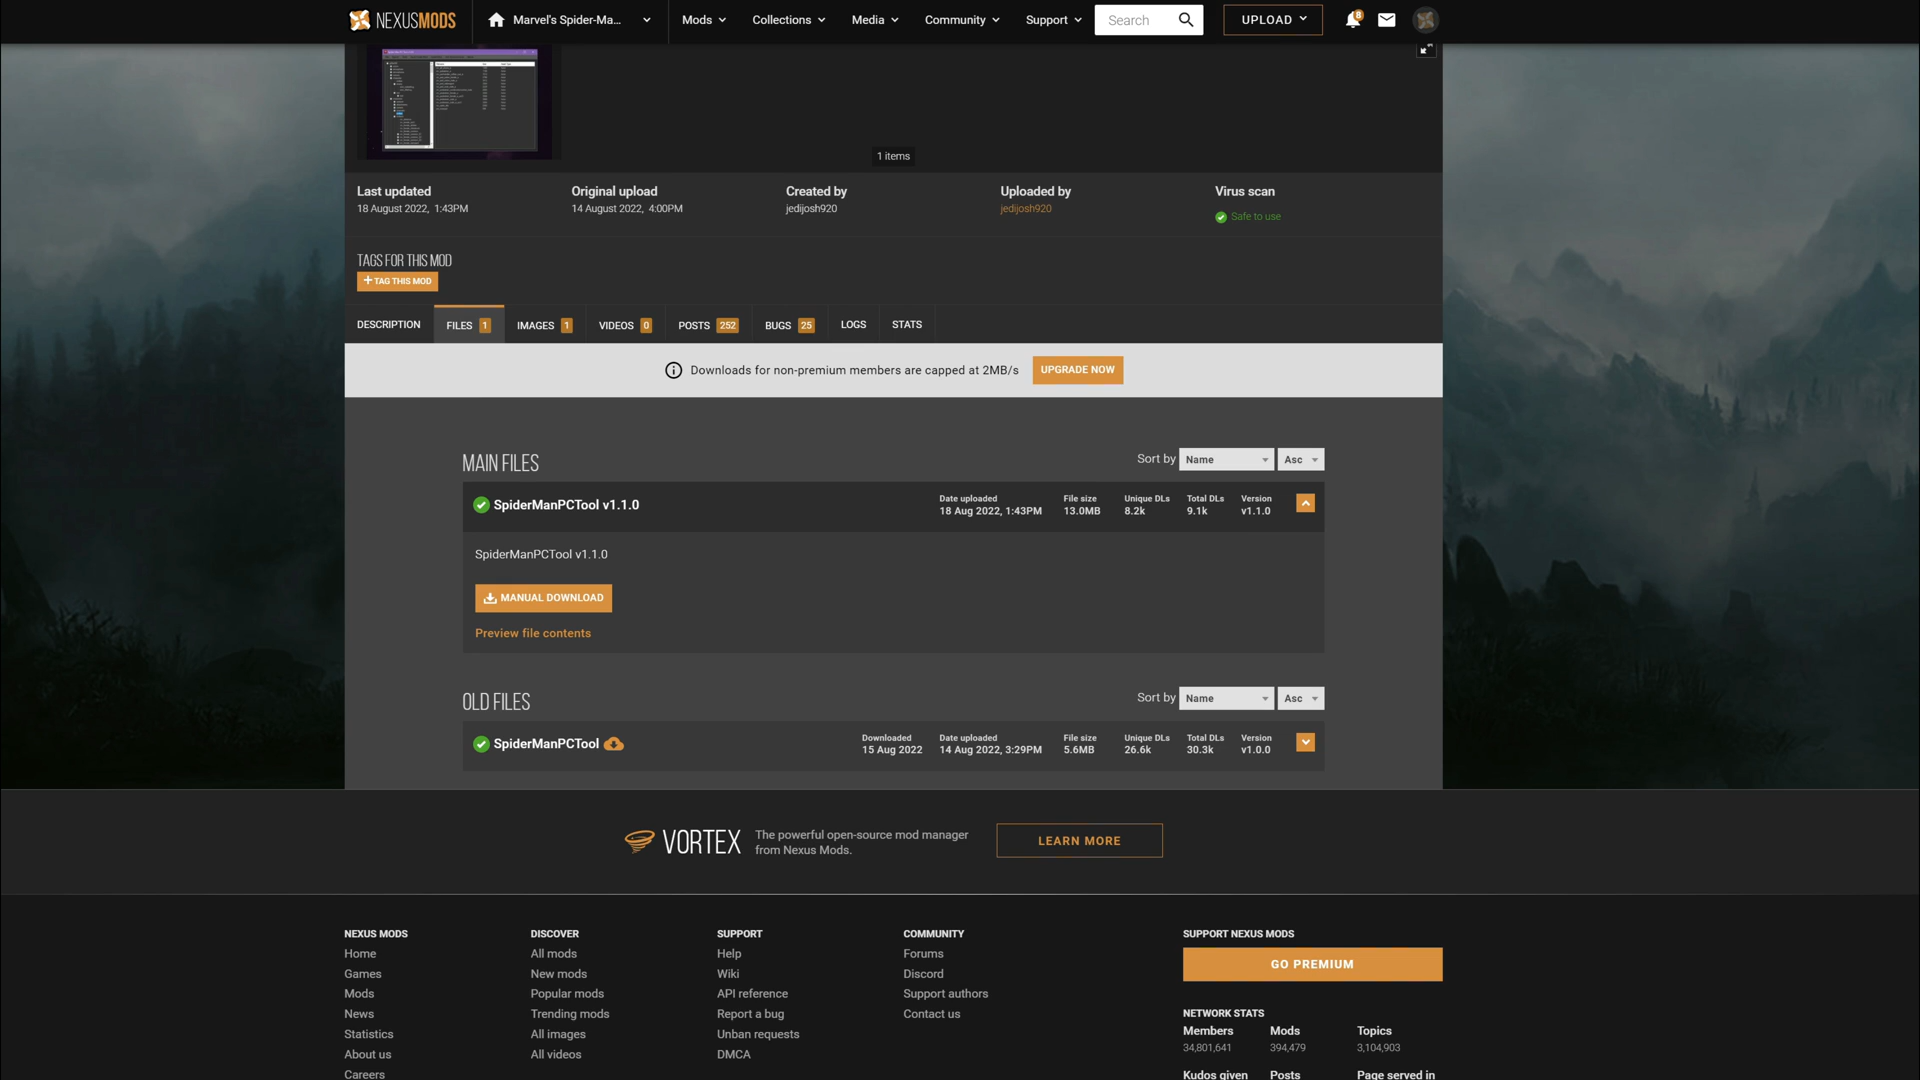 NEXUSMODS
Marvel's Spider-Ma...
Mods
Collections
Media
Community
Support
Search
UPLOAD
8
1 items
Last updated
18 August 2022, 1:43PM
Original upload
14 August 2022, 4:00PM
Created by
jedijosh920
Uploaded by
jedijosh920
Virus scan
Safe to use
TAGS FOR THIS MOD
TAG THIS MOD
DESCRIPTION
FILES 1
IMAGES 1
VIDEOS 0
POSTS 252
BUGS 25
LOGS
STATS
Downloads for non-premium members are capped at 2MB/s
UPGRADE NOW
MAIN FILES
Sort by Name Asc
SpiderManPCTool v1.1.0
Date uploaded
18 Aug 2022, 1:43PM
File size
13.0MB
Unique DLs
8.2k
Total DLs
9.1k
Version
v1.1.0
SpiderManPCTool v1.1.0
MANUAL DOWNLOAD
Preview file contents
OLD FILES
Sort by Name Asc
SpiderManPCTool
Downloaded
15 Aug 2022
Date uploaded
14 Aug 2022, 3:29PM
File size
5.6MB
Unique DLs
26.6k
Total DLs
30.3k
Version
v1.0.0
VORTEX
The powerful open-source mod manager
from Nexus Mods.
LEARN MORE
NEXUS MODS
Home
Games
Mods
News
Statistics
About us
Careers
DISCOVER
All mods
New mods
Popular mods
Trending mods
All images
All videos
SUPPORT
Help
Wiki
API reference
Report a bug
Unban requests
DMCA
COMMUNITY
Forums
Discord
Support authors
Contact us
SUPPORT NEXUS MODS
GO PREMIUM
NETWORK STATS
Members
34,801,641
Mods
394,479
Topics
3,104,903
Kudos given
Posts
Page served in